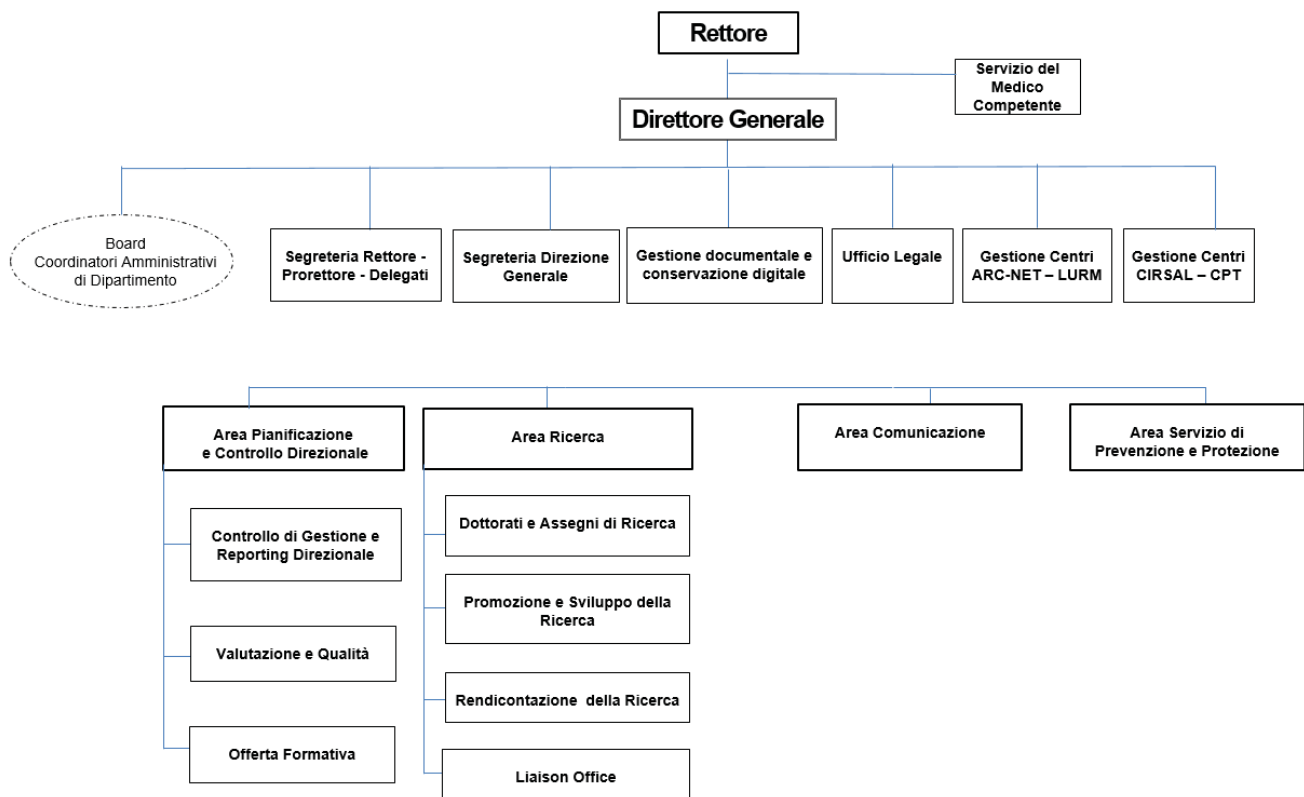 Rettore
Servizio del
Medico
Competente
Direttore Generale
Board
Coordinatori Amministrativi
di Dipartimento
Segreteria Rettore -
Prorettore - Delegati
Segreteria Direzione
Generale
Gestione documentale e
conservazione digitale
Ufficio Legale
Gestione Centri
ARC-NET – LURM
Gestione Centri
CIRSAL – CPT
Area Pianificazione
e Controllo Direzionale
Area Ricerca
Area Comunicazione
Area Servizio di
Prevenzione e Protezione
Controllo di Gestione e
Reporting Direzionale
Valutazione e Qualità
Offerta Formativa
Dottorati e Assegni di Ricerca
Promozione e Sviluppo della
Ricerca
Rendicontazione della Ricerca
Liaison Office